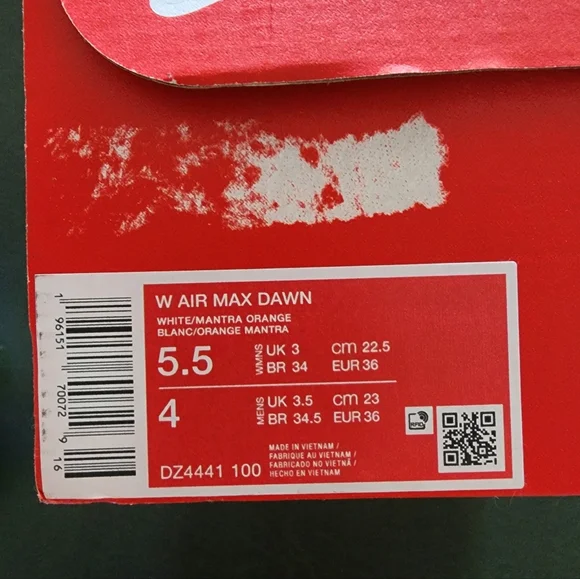 W AIR MAX DAWN
WHITE/MANTRA ORANGE
BLANC/ORANGE MANTRA
5.5 WMNS UK 3 cm 22.5
BR 34 EUR 36
4 MENS UK 3.5 cm 23
BR 34.5 EUR 36
MADE IN VIETNAM /
FABRIQUE AU VIETNAM /
FABRICADO NO VIETNÃ /
HECHO EN VIETNAM
DZ4441 100
RFID
1 96151 70072 9 16